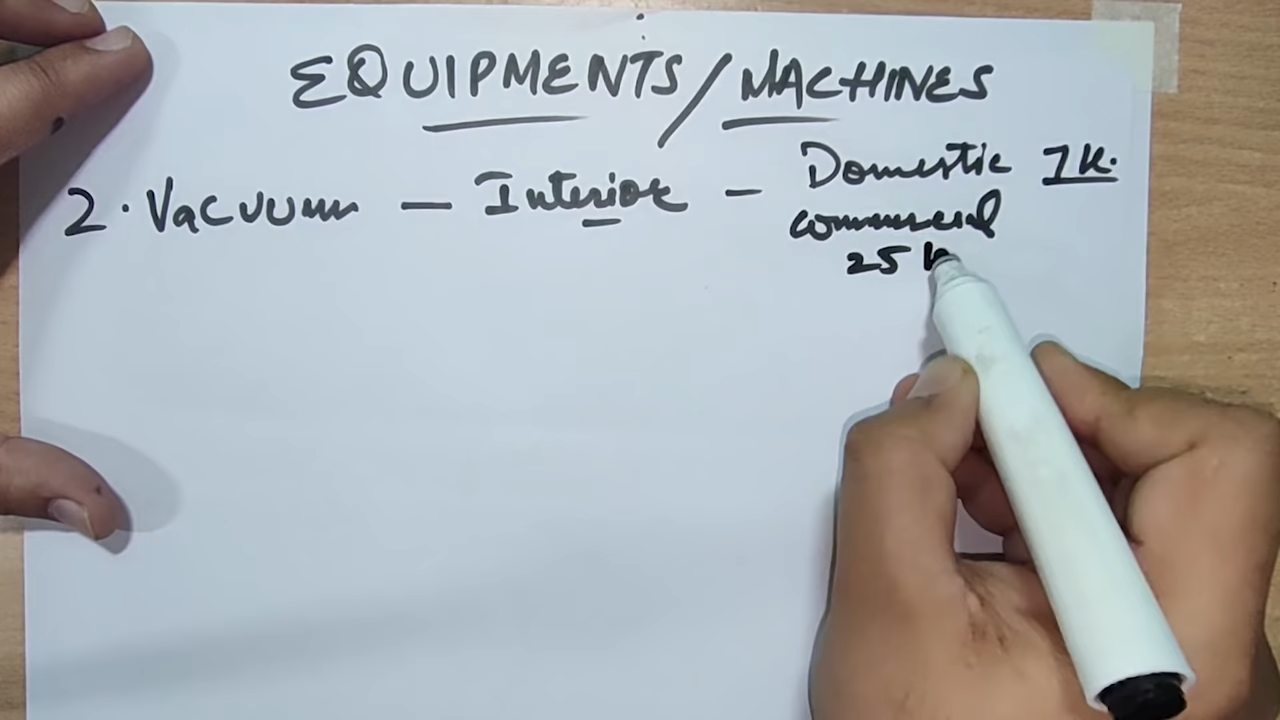 EQUIPMENTS/MACHINES
2. Vacuum — Interior — Domestic 7K.
commercial
25 k